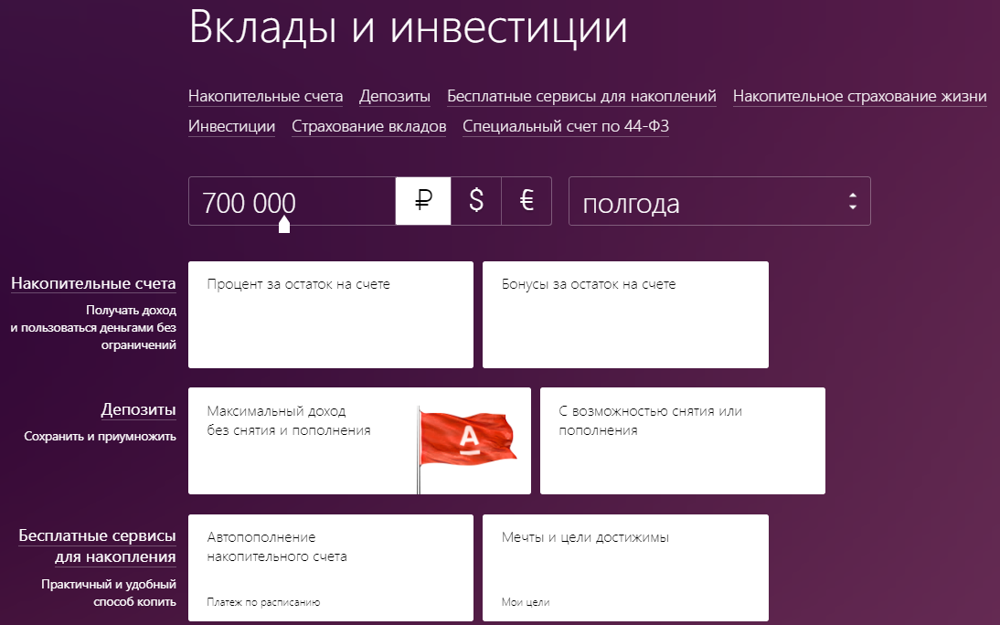 Вклады и инвестиции
Накопительные счета Депозиты Бесплатные сервисы для накоплений Накопительное страхование жизни
Инвестиции Страхование вкладов Специальный счет по 44-ФЗ
700 000 ₽ $ € полгода
Накопительные счета
Получать доход
и пользоваться деньгами без
ограничений
Процент за остаток на счете
Бонусы за остаток на счете
Депозиты
Сохранить и приумножить
Максимальный доход
без снятия и пополнения
А
С возможностью снятия или
пополнения
Бесплатные сервисы
для накопления
Практичный и удобный
способ копить
Автопополнение
накопительного счета
Платеж по расписанию
Мечты и цели достижимы
Мои цели